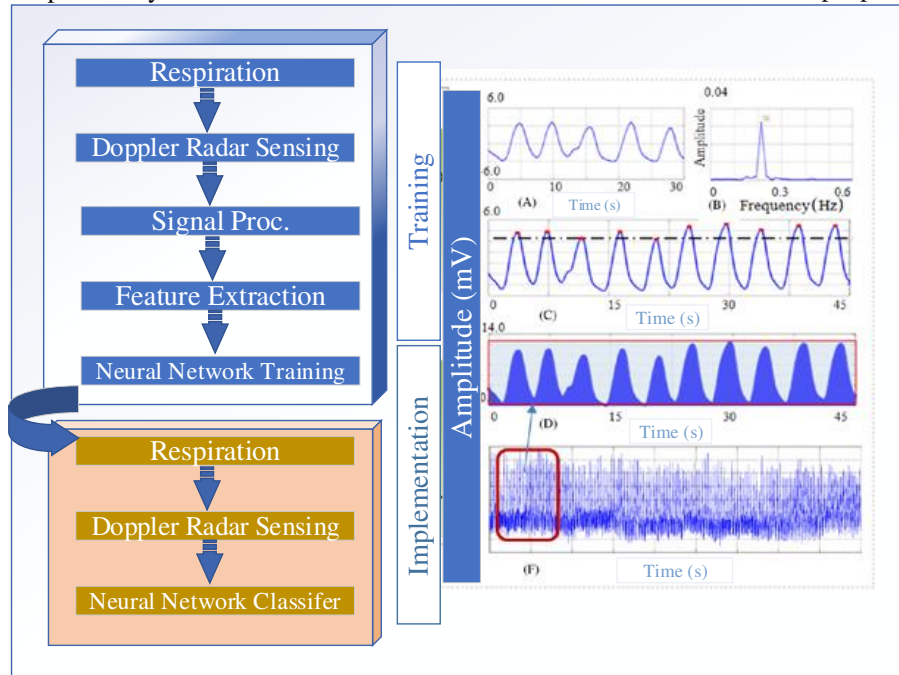 Respiration
Doppler Radar Sensing
Signal Proc.
Feature Extraction
Neural Network Training
Respiration
Doppler Radar Sensing
Neural Network Classifer
Training
Implementation
Amplitude (mV)
6.0
-6.0
0 10 20 30
(A) Time (s)
0.04
Amplitude
0 0.3 0.6
(B) Frequency(Hz)
6.0
0 15 30 45
(C) Time (s)
14.0
0 15 30 45
(D) Time (s)
(F) Time (s)